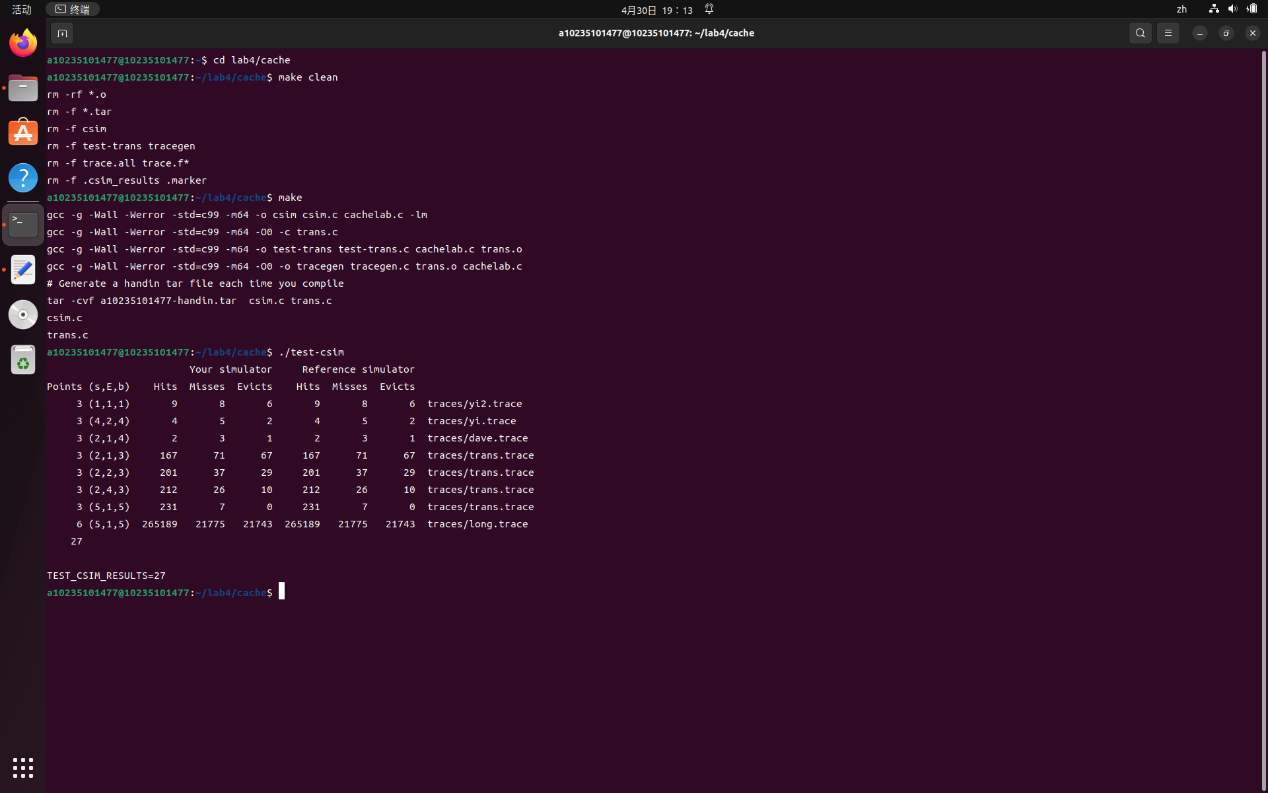 活动 终端 4月30日 19：13 zh
a10235101477@10235101477: ~/lab4/cache
a10235101477@10235101477:~$ cd lab4/cache
a10235101477@10235101477:~/lab4/cache$ make clean
rm -rf *.o
rm -f *.tar
rm -f csim
rm -f test-trans tracegen
rm -f trace.all trace.f*
rm -f .csim_results .marker
a10235101477@10235101477:~/lab4/cache$ make
gcc -g -Wall -Werror -std=c99 -m64 -o csim csim.c cachelab.c -lm
gcc -g -Wall -Werror -std=c99 -m64 -O0 -c trans.c
gcc -g -Wall -Werror -std=c99 -m64 -o test-trans test-trans.c cachelab.c trans.o
gcc -g -Wall -Werror -std=c99 -m64 -O0 -o tracegen tracegen.c trans.o cachelab.c
# Generate a handin tar file each time you compile
tar -cvf a10235101477-handin.tar  csim.c trans.c
csim.c
trans.c
a10235101477@10235101477:~/lab4/cache$ ./test-csim
                        Your simulator     Reference simulator
Points (s,E,b)    Hits  Misses  Evicts    Hits  Misses  Evicts
     3 (1,1,1)       9       8       6       9       8       6  traces/yi2.trace
     3 (4,2,4)       4       5       2       4       5       2  traces/yi.trace
     3 (2,1,4)       2       3       1       2       3       1  traces/dave.trace
     3 (2,1,3)     167      71      67     167      71      67  traces/trans.trace
     3 (2,2,3)     201      37      29     201      37      29  traces/trans.trace
     3 (2,4,3)     212      26      10     212      26      10  traces/trans.trace
     3 (5,1,5)     231       7       0     231       7       0  traces/trans.trace
     6 (5,1,5)  265189   21775   21743  265189   21775   21743  traces/long.trace
    27
TEST_CSIM_RESULTS=27
a10235101477@10235101477:~/lab4/cache$